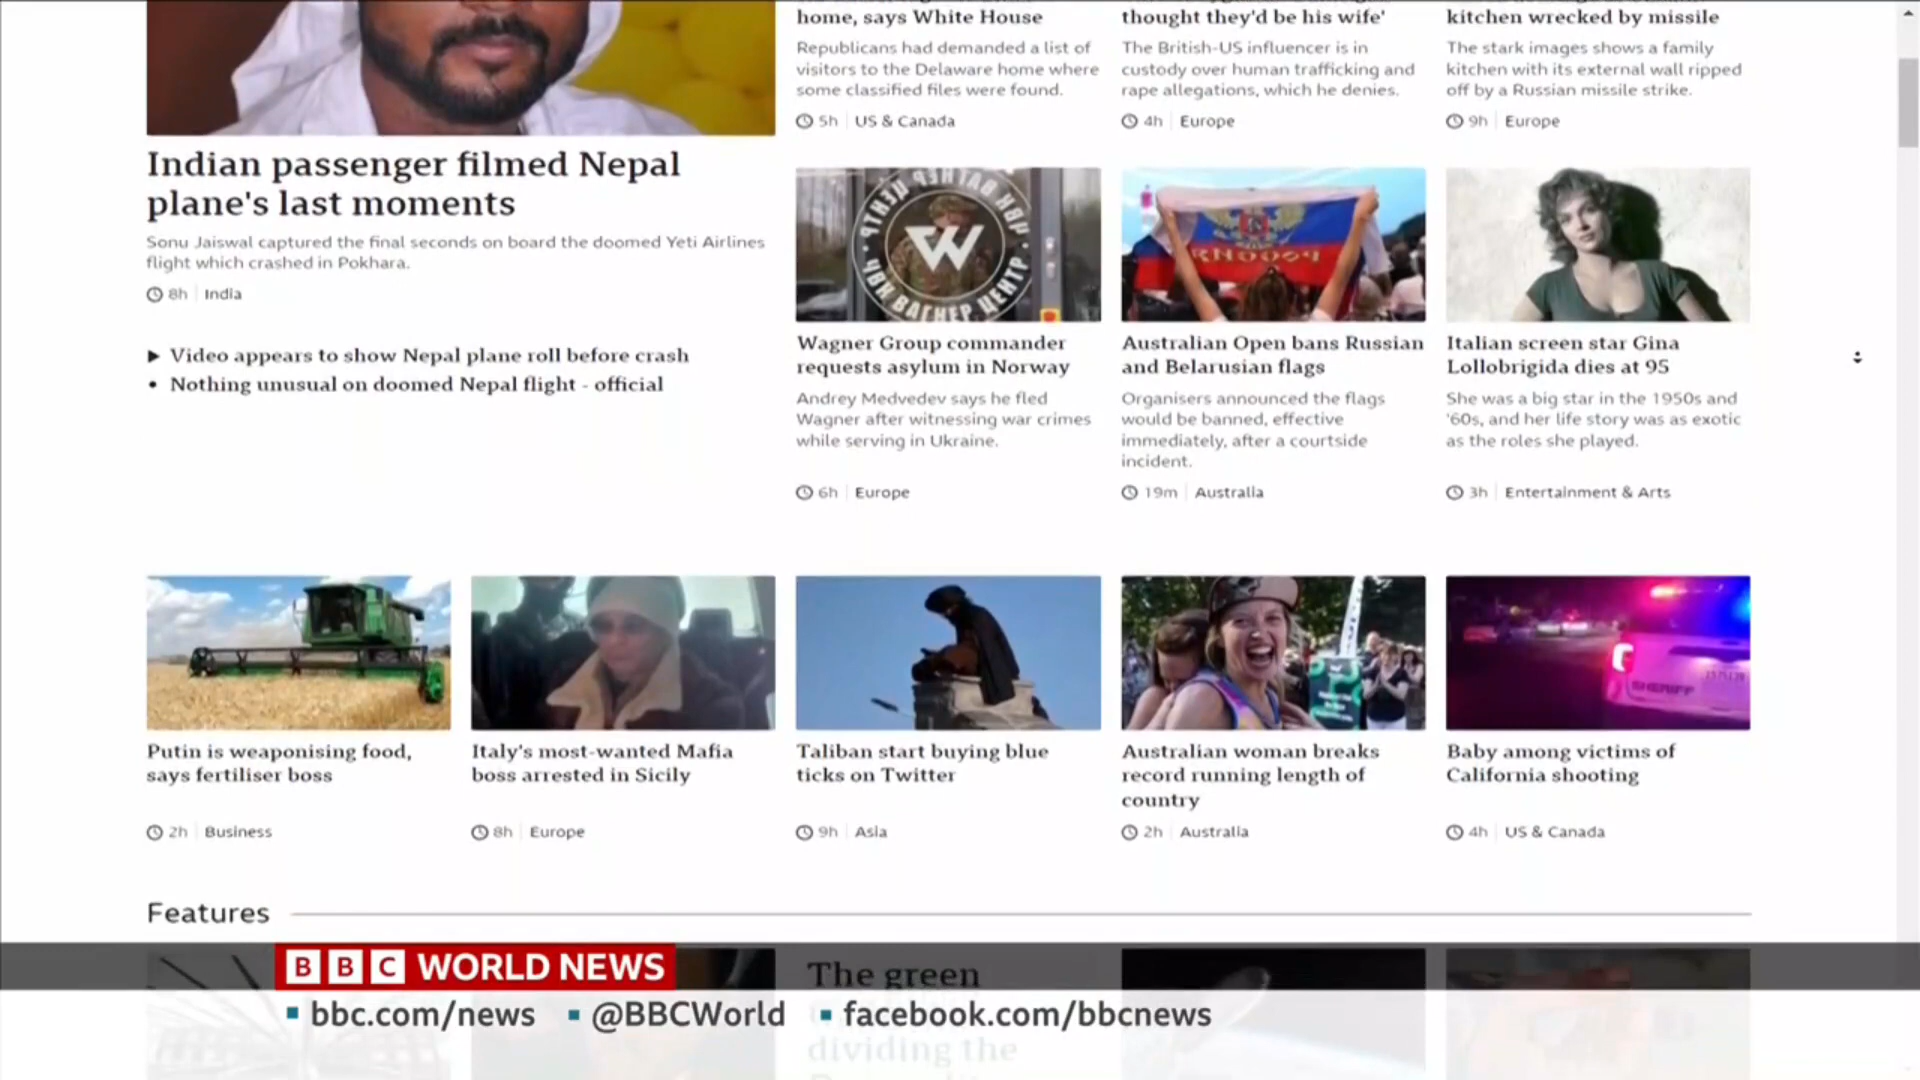 home, says White House
Republicans had demanded a list of
visitors to the Delaware home where
some classified files were found.
5h US & Canada
thought they'd be his wife'
The British-US influencer is in
custody over human trafficking and
rape allegations, which he denies.
4h Europe
kitchen wrecked by missile
The stark images shows a family
kitchen with its external wall ripped
off by a Russian missile strike.
9h Europe
Indian passenger filmed Nepal
plane's last moments
Sonu Jaiswal captured the final seconds on board the doomed Yeti Airlines
flight which crashed in Pokhara.
8h India
Video appears to show Nepal plane roll before crash
Nothing unusual on doomed Nepal flight - official
ЧВК ВАГНЕР ЦЕНТР
Wagner Group commander
requests asylum in Norway
Andrey Medvedev says he fled
Wagner after witnessing war crimes
while serving in Ukraine.
6h Europe
Australian Open bans Russian
and Belarusian flags
Organisers announced the flags
would be banned, effective
immediately, after a courtside
incident.
19m Australia
Italian screen star Gina
Lollobrigida dies at 95
She was a big star in the 1950s and
'60s, and her life story was as exotic
as the roles she played.
3h Entertainment & Arts
Putin is weaponising food,
says fertiliser boss
2h Business
Italy's most-wanted Mafia
boss arrested in Sicily
8h Europe
Taliban start buying blue
ticks on Twitter
9h Asia
Australian woman breaks
record running length of
country
2h Australia
SHERIFF
Baby among victims of
California shooting
4h US & Canada
Features
The green
dividing the
BBC WORLD NEWS
bbc.com/news @BBCWorld facebook.com/bbcnews